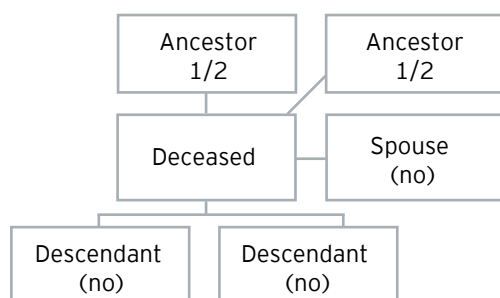 Ancestor
1/2
Ancestor
1/2
Deceased
Spouse
(no)
Descendant
(no)
Descendant
(no)